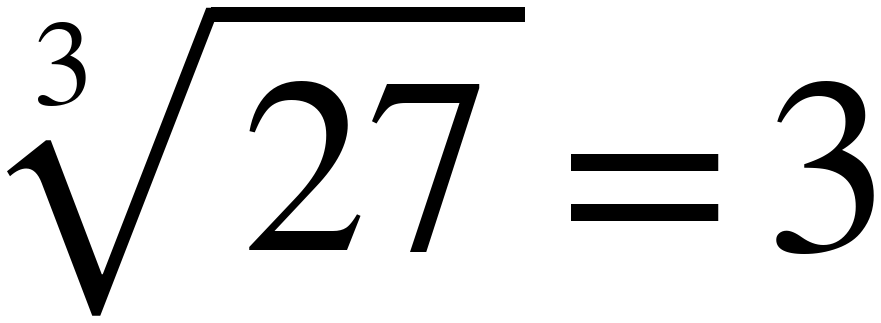 ∛27 = 3